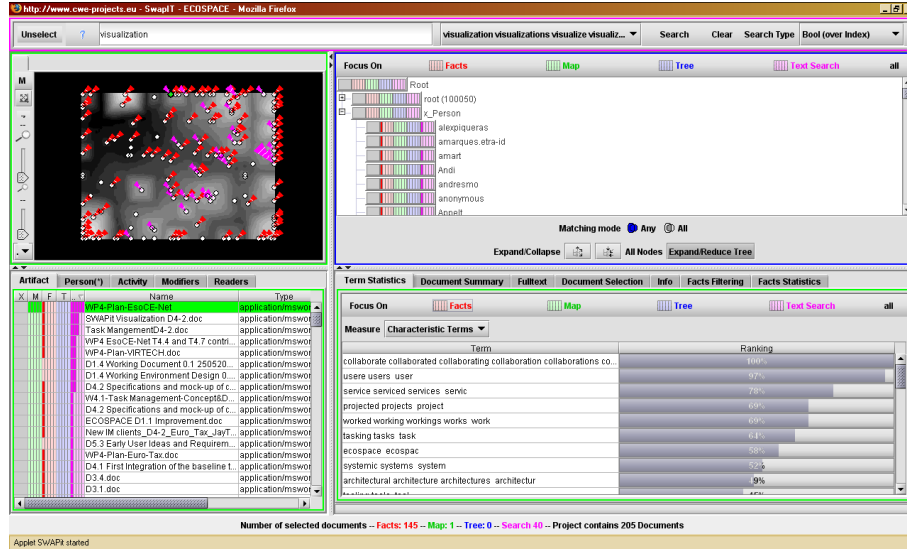 http://www.cwe-projects.eu - SwapIT - ECOSPACE - Mozilla Firefox
Unselect ? visualization visualization visualizations visualize visualiz... Search Clear Search Type Bool (over Index)
Focus On Facts Map Tree Text Search all
M
Root
root (100050)
x_Person
alexpiqueras
amarques.etra-id
amart
Andi
andresmo
anonymous
Appelt
Matching mode Any All
Expand/Collapse All Nodes Expand/Reduce Tree
Artifact Person(*) Activity Modifiers Readers
X M F T .. Name Type
WP4-Plan-EsoCE-Net application/mswor
SWAPit Visualization D4-2.doc application/mswor
Task MangementD4-2.doc application/mswor
WP4 EsoCE-Net T4.4 and T4.7 contri... application/mswor
WP4-Plan-VIRTECH.doc application/mswor
D1.4 Working Document 0.1 250520... application/mswor
D1.4 Working Environment Design 0.... application/mswor
D4.2 Specifications and mock-up of c... application/mswor
W4.1-Task Management-Concept&D... application/mswor
D4.2 Specifications and mock-up of c... application/mswor
ECOSPACE D1.1 Improvement.doc application/mswor
New IM clients_D4-2_Euro_Tax_JayT... application/mswor
D5.3 Early User Ideas and Requirem... application/mswor
WP4-Plan-Euro-Tax.doc application/mswor
D4.1 First Integration of the baseline t... application/mswor
D3.4.doc application/mswor
D3.1.doc application/mswor
Term Statistics Document Summary Fulltext Document Selection Info Facts Filtering Facts Statistics
Focus On Facts Map Tree Text Search all
Measure Characteristic Terms
Term Ranking
collaborate collaborated collaborating collaboration collaborations co... 100%
usere users user 97%
service serviced services servic 78%
projected projects project 69%
worked working workings works work 69%
tasking tasks task 64%
ecospace ecospac 58%
systemic systems system 52%
architectural architecture architectures architectur 49%
Number of selected documents -- Facts: 145 -- Map: 1 -- Tree: 0 -- Search 40 -- Project contains 205 Documents
Applet SWAPit started